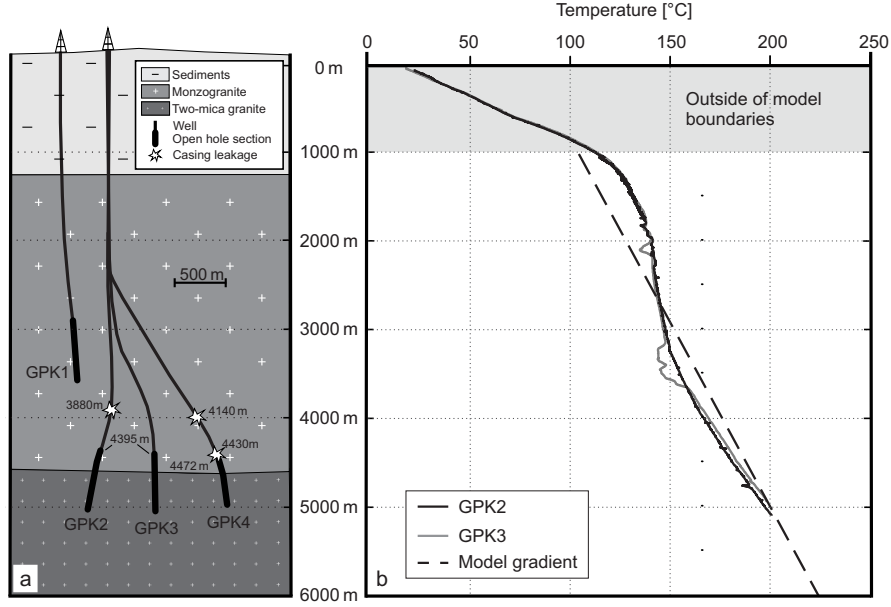 Sediments
Monzogranite
Two-mica granite
Well
Open hole section
Casing leakage
500 m
GPK1
3880m
4140m
4395 m
4430m
4472 m
GPK2
GPK3
GPK4
a
0 m
1000 m
2000 m
3000 m
4000 m
5000 m
6000 m
Temperature [°C]
0 50 100 150 200 250
Outside of model
boundaries
GPK2
GPK3
Model gradient
b